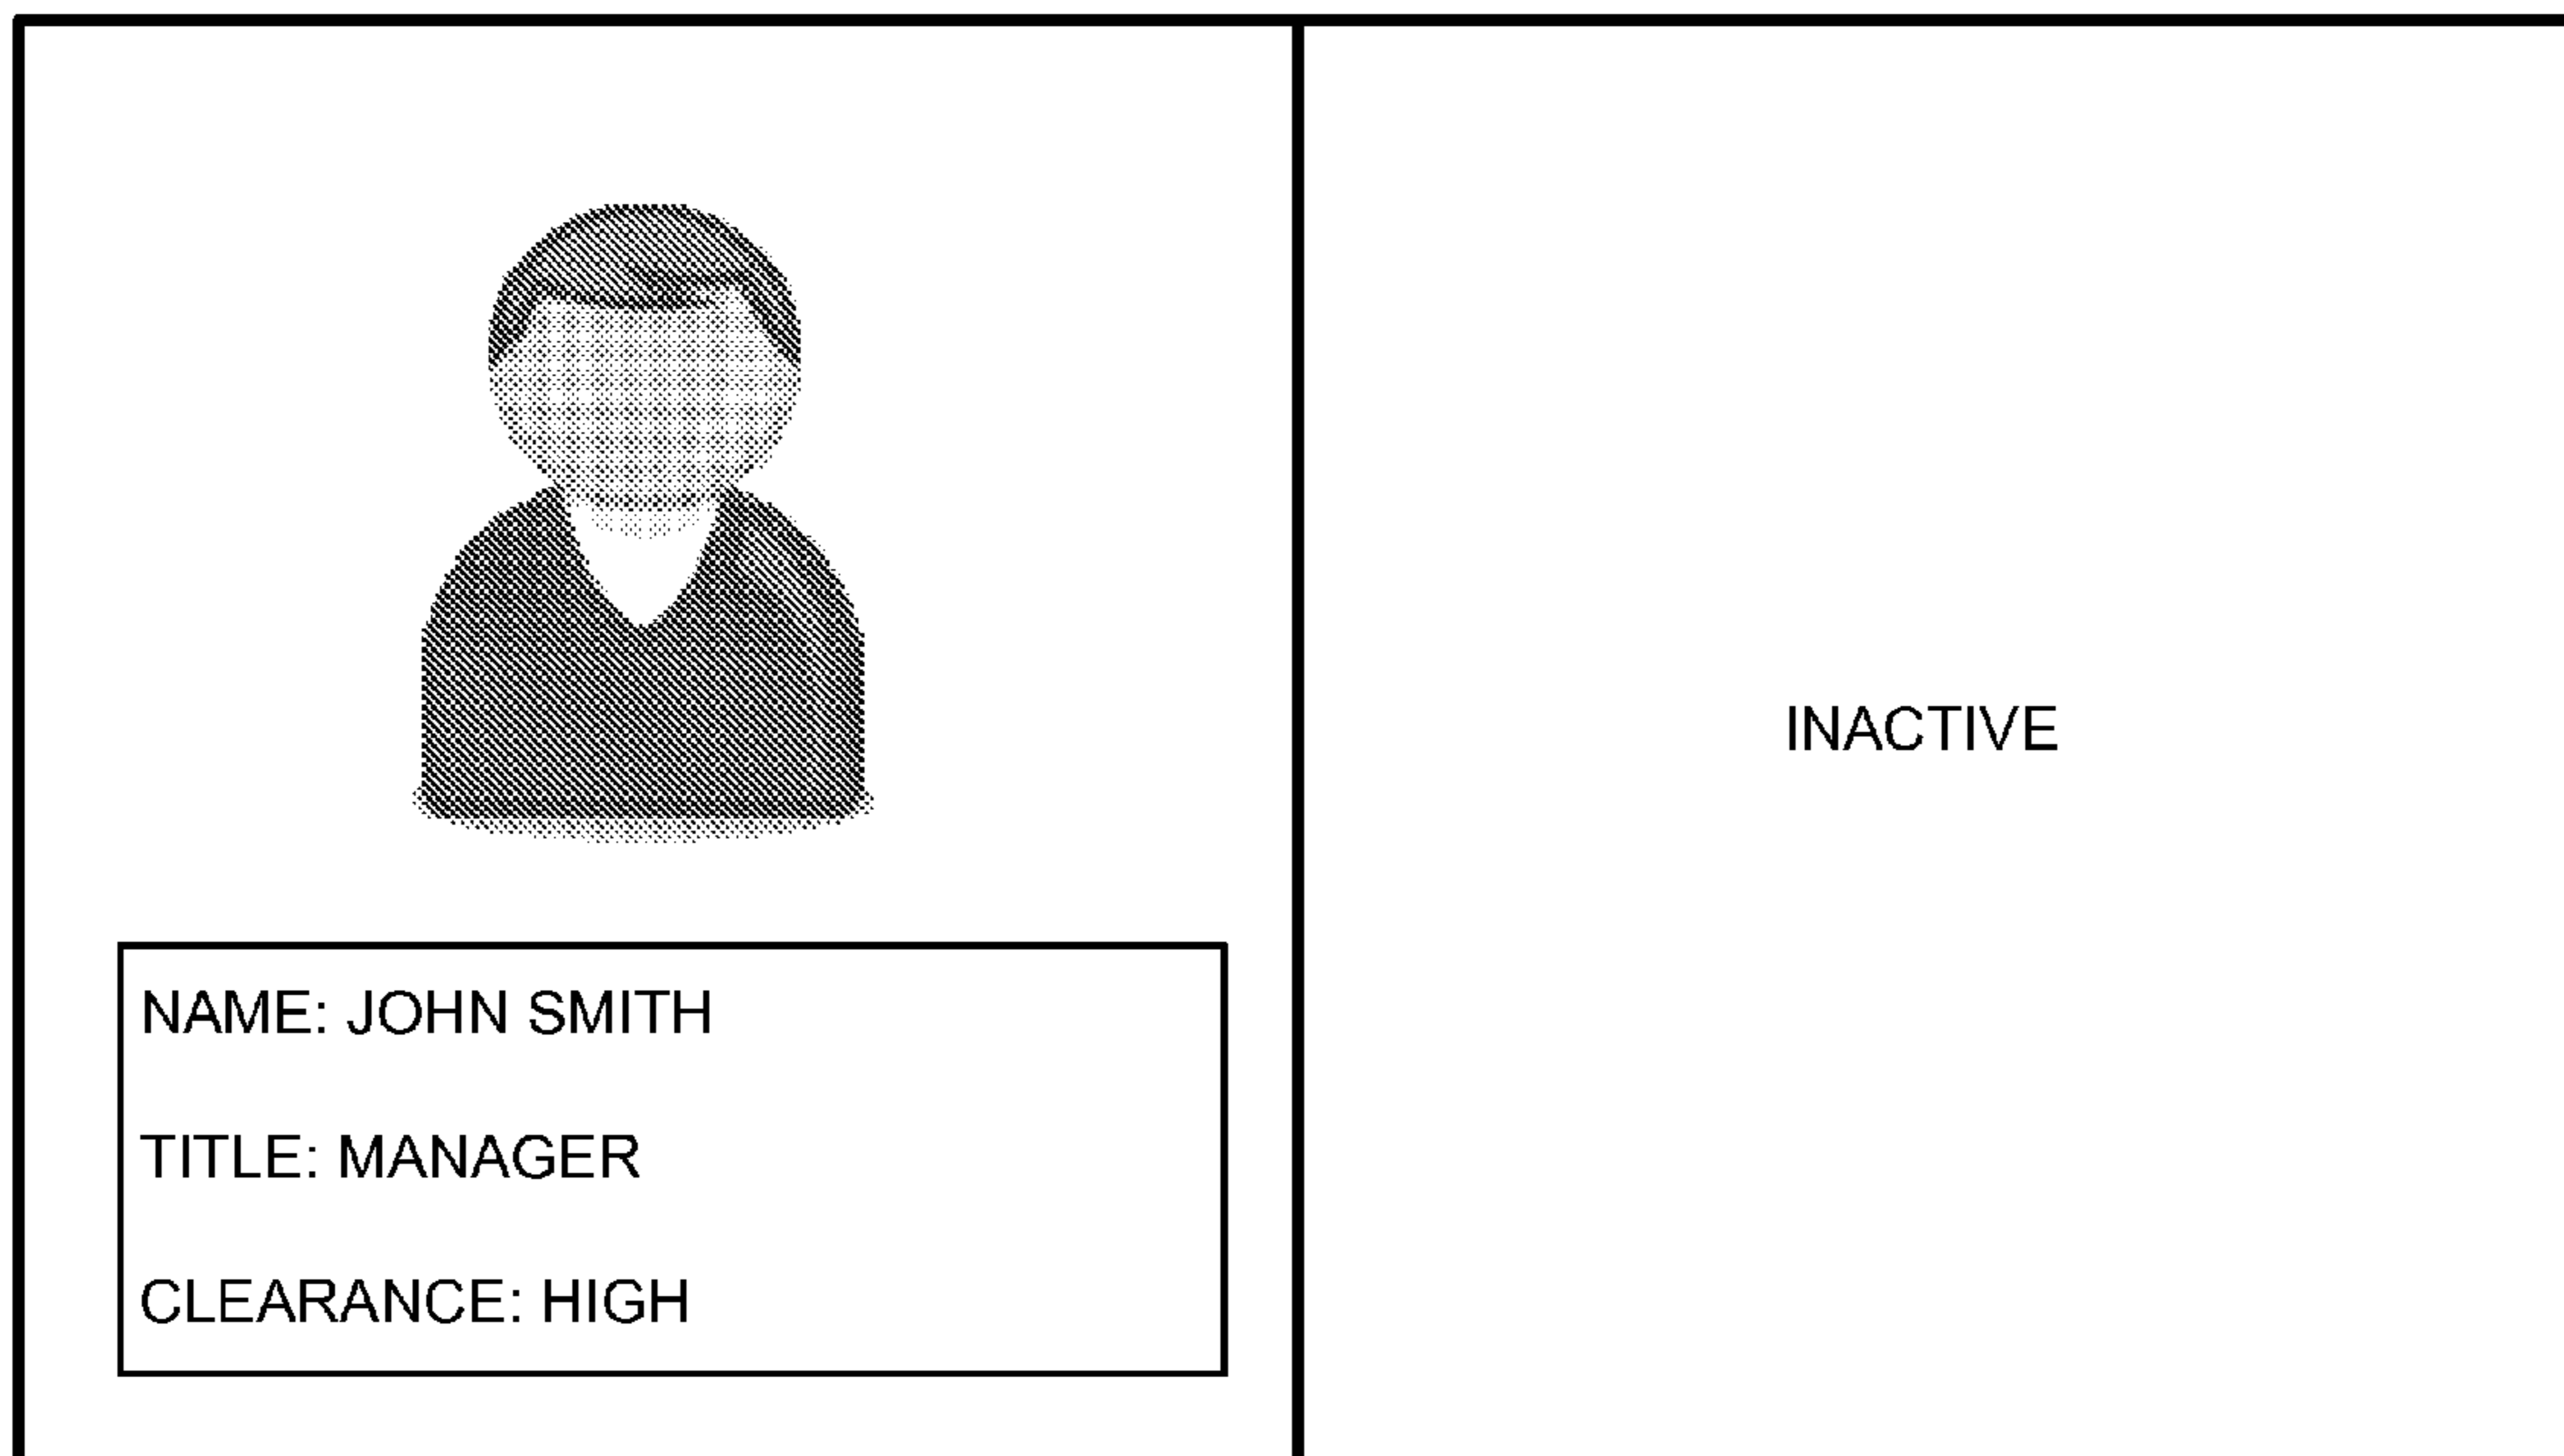 NAME: JOHN SMITH
TITLE: MANAGER
CLEARANCE: HIGH
INACTIVE